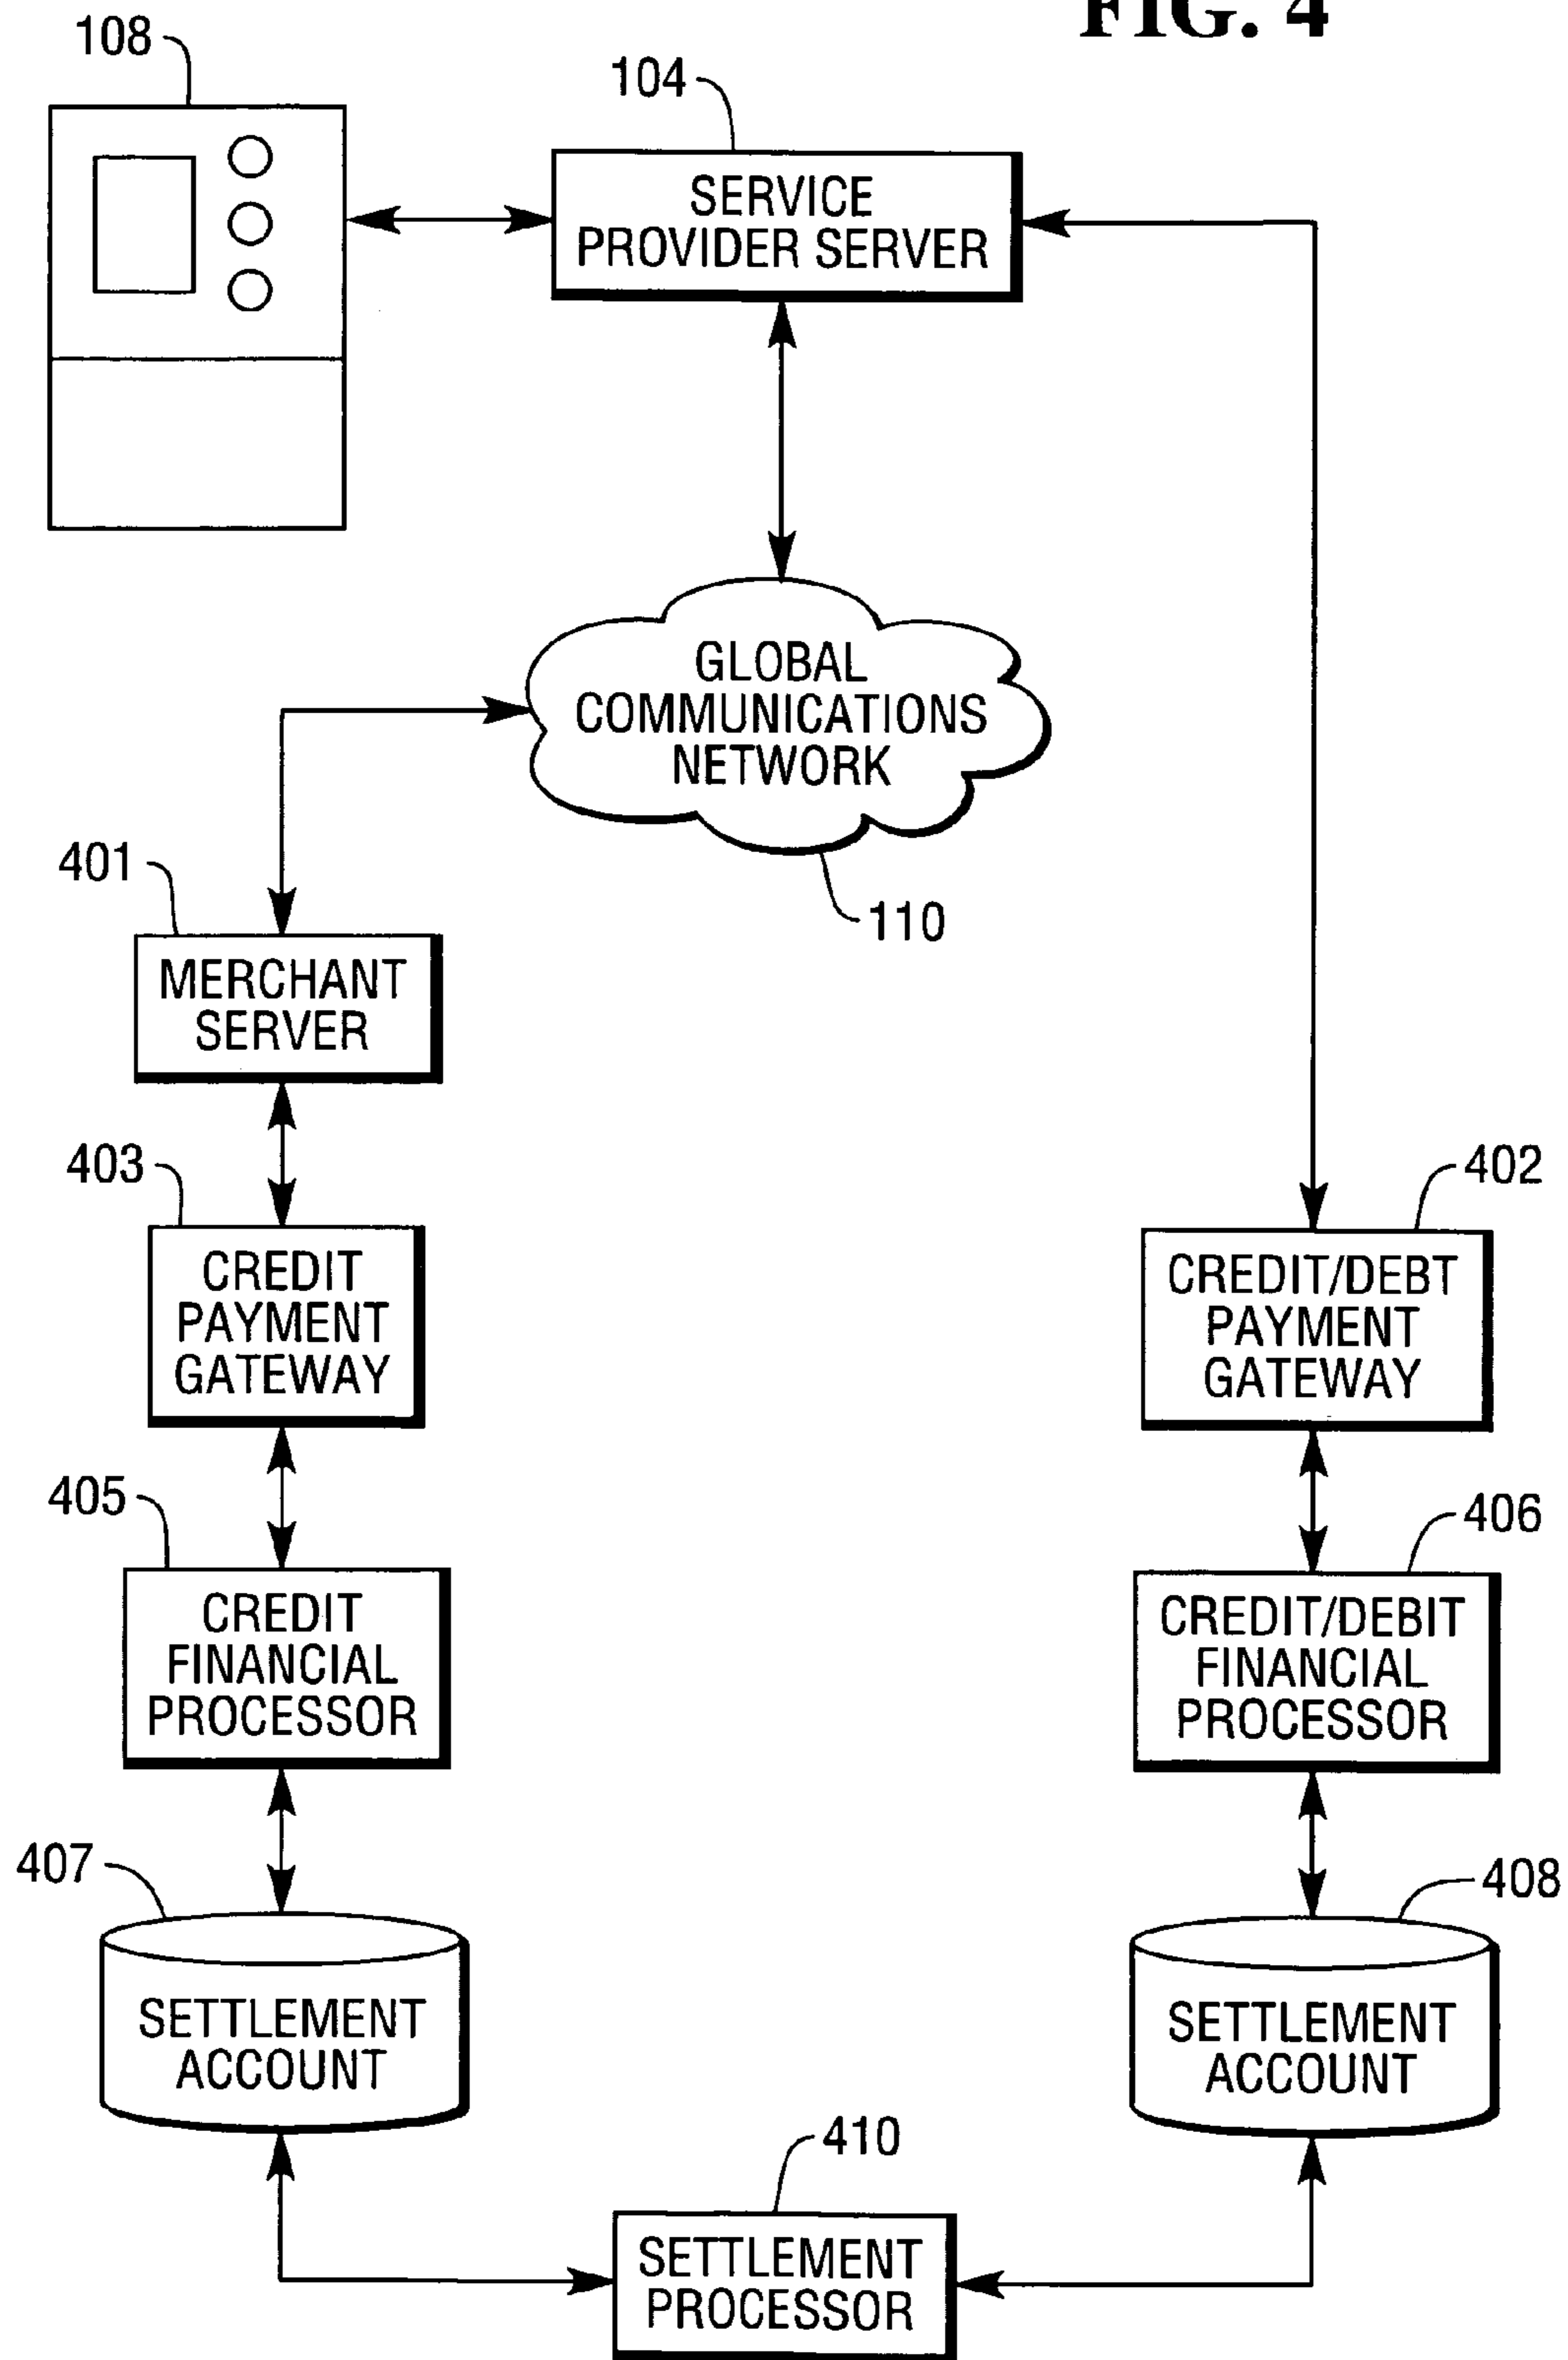 FIG. 4
108
104
SERVICE
PROVIDER SERVER
GLOBAL
COMMUNICATIONS
NETWORK
110
401
MERCHANT
SERVER
403
CREDIT
PAYMENT
GATEWAY
402
CREDIT/DEBT
PAYMENT
GATEWAY
405
CREDIT
FINANCIAL
PROCESSOR
406
CREDIT/DEBIT
FINANCIAL
PROCESSOR
407
SETTLEMENT
ACCOUNT
408
SETTLEMENT
ACCOUNT
410
SETTLEMENT
PROCESSOR